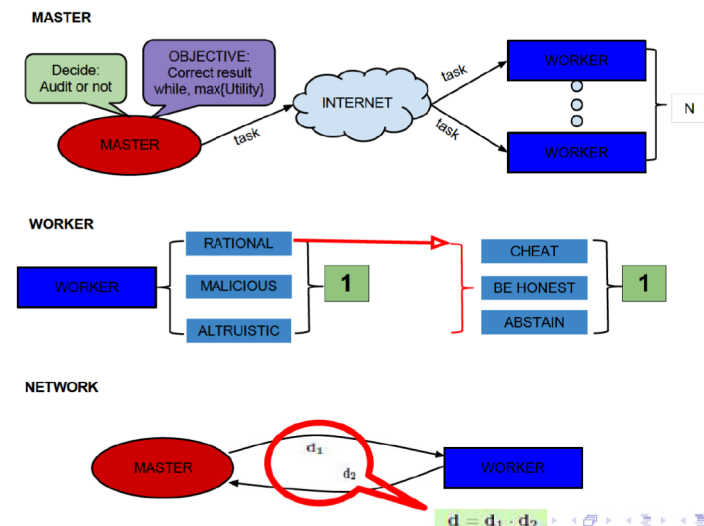 MASTER
Decide:
Audit or not
OBJECTIVE:
Correct result
while, max{Utility}
MASTER
task
INTERNET
task
task
WORKER
WORKER
N
WORKER
WORKER
RATIONAL
MALICIOUS
ALTRUISTIC
1
CHEAT
BE HONEST
ABSTAIN
1
NETWORK
MASTER
d₁
d₂
WORKER
d = d₁ · d₂